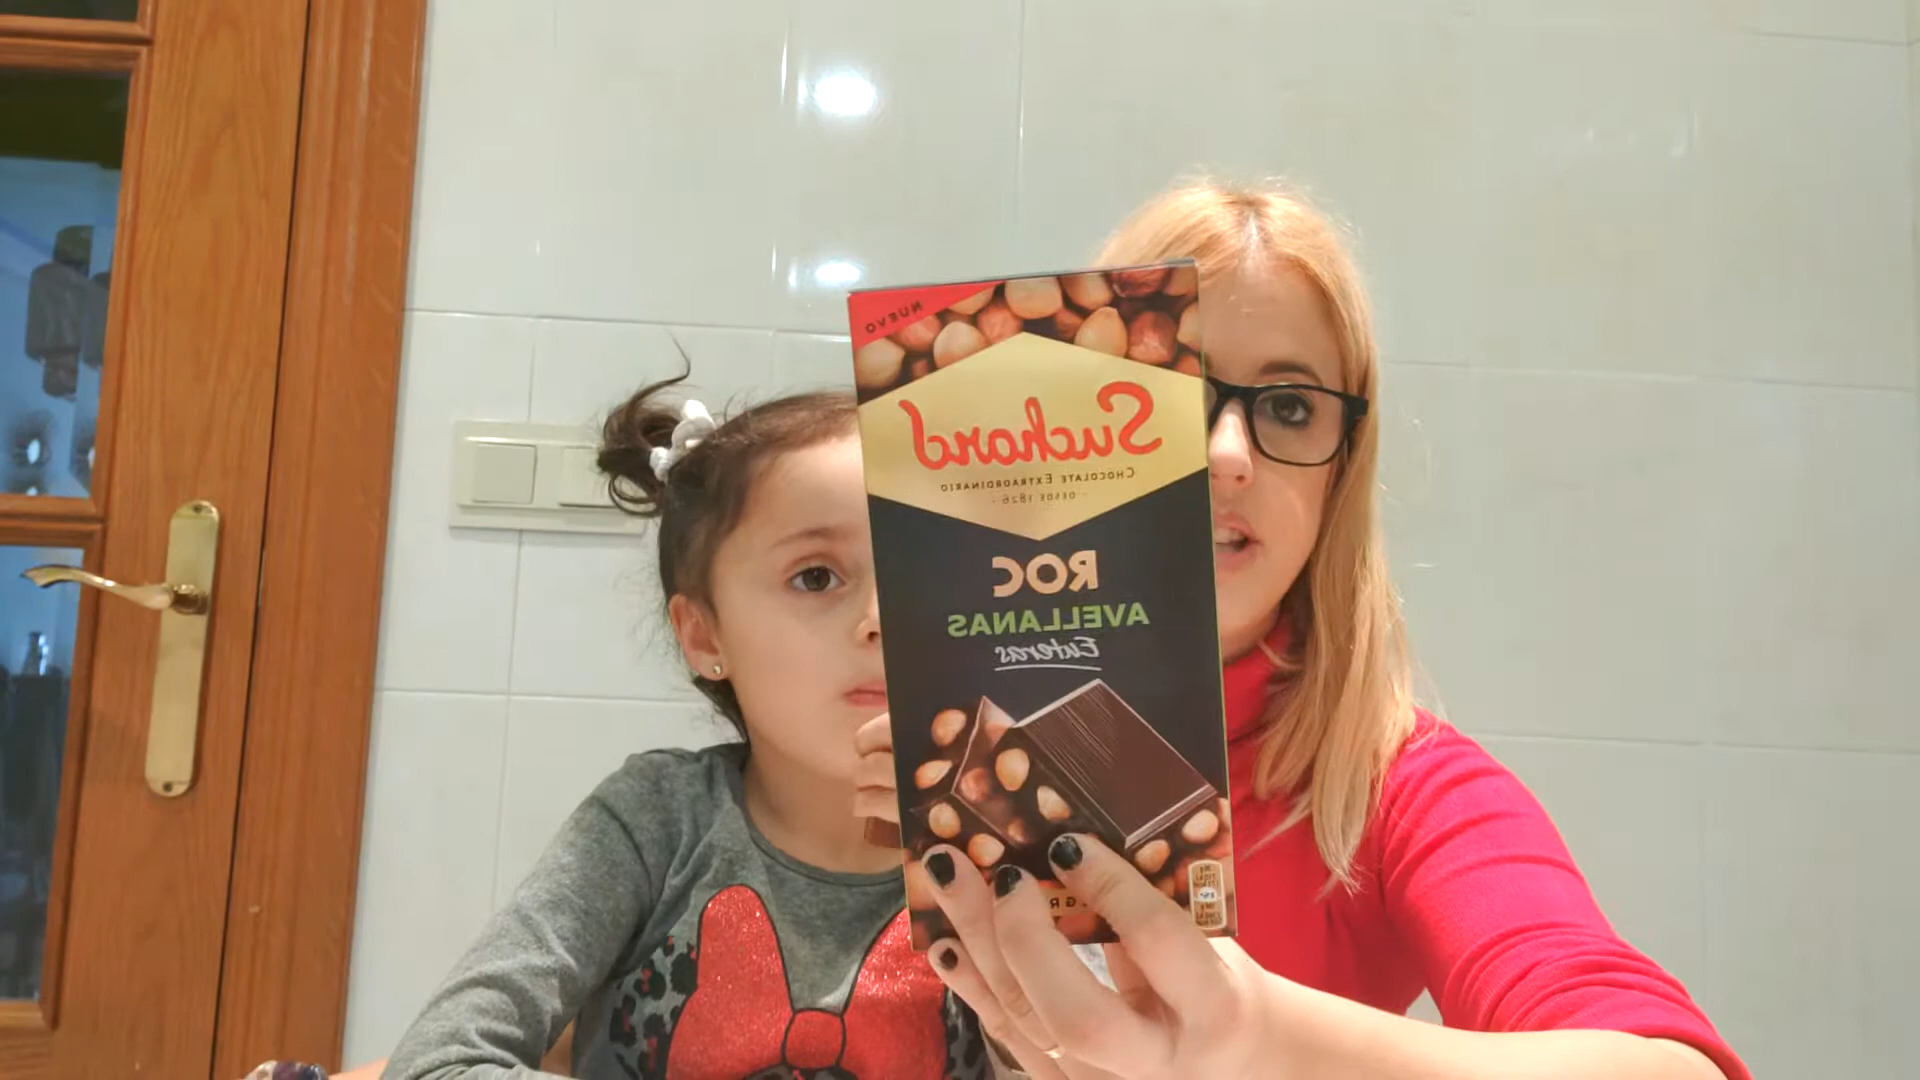 NUEVO
Suchard
CHOCOLATE EXTRAORDINARIO
- DESDE 1826 -
ROC
AVELLANAS
Enteras